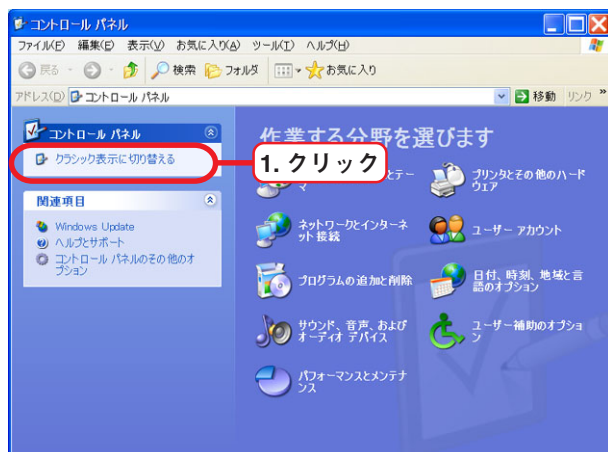 コントロール パネル
ファイル(F) 編集(E) 表示(V) お気に入り(A) ツール(T) ヘルプ(H)
戻る 検索 フォルダ お気に入り
アドレス(D) コントロール パネル 移動 リンク »
コントロール パネル
クラシック表示に切り替える
関連項目
Windows Update
ヘルプとサポート
コントロール パネルのその他のオ
プション
作業する分野を選びます
1. クリック
とテー
マ
プリンタとその他のハード
ウェア
ネットワークとインターネ
ット接続
ユーザー アカウント
プログラムの追加と削除
日付、時刻、地域と言
語のオプション
サウンド、音声、および
オーディオ デバイス
ユーザー補助のオプショ
ン
パフォーマンスとメンテナ
ンス